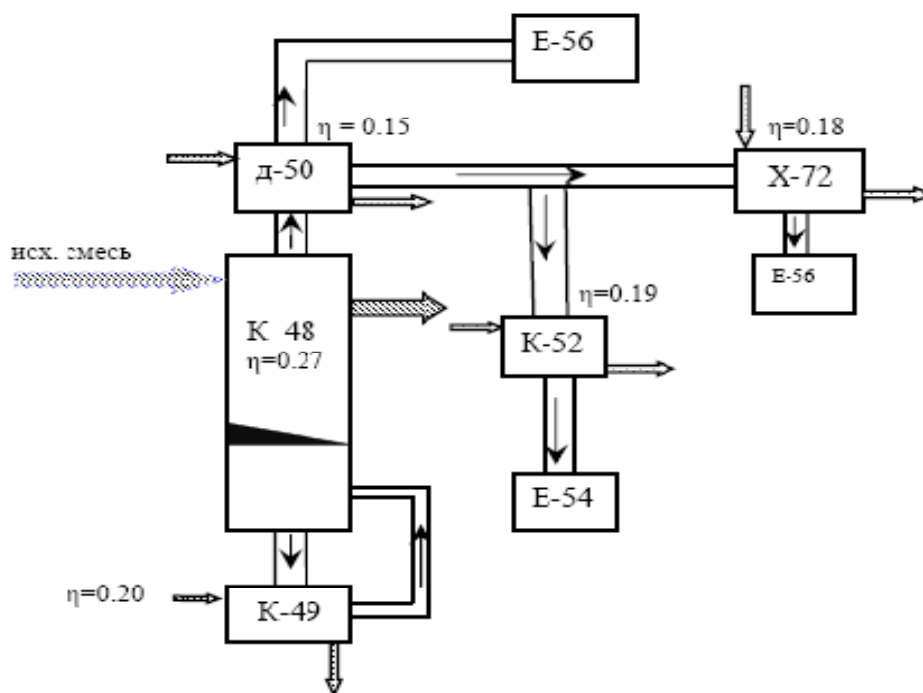 Е-56
η = 0.15
η=0.18
д-50
Х-72
исх. смесь
Е-56
η=0.19
К 48
η=0.27
К-52
Е-54
η=0.20
К-49